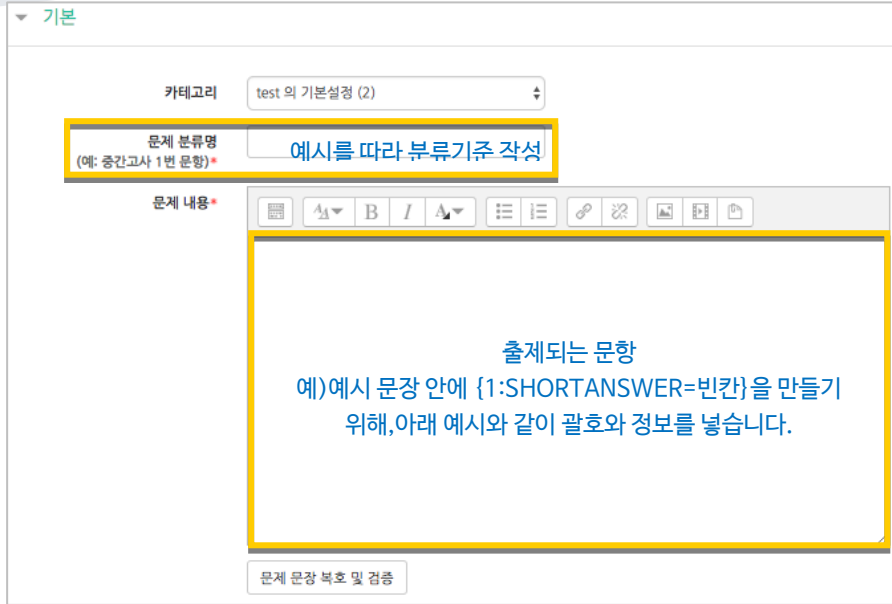 기본
카테고리
test 의 기본설정 (2)
문제 분류명
(예: 중간고사 1번 문항)*
예시를 따라 분류기준 작성
문제 내용*
출제되는 문항
예)예시 문장 안에 {1:SHORTANSWER=빈칸}을 만들기
위해,아래 예시와 같이 괄호와 정보를 넣습니다.
문제 문장 복호 및 검증